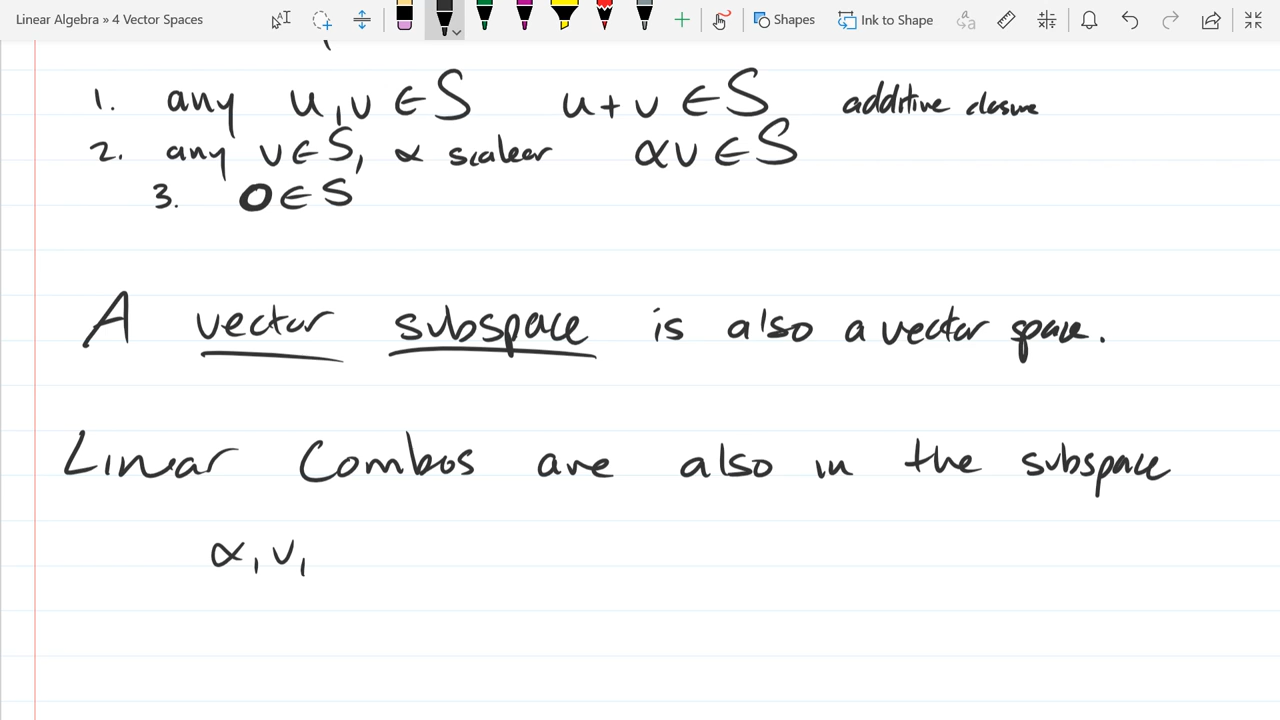 Linear Algebra » 4 Vector Spaces
Shapes
Ink to Shape
1. any u, v ∈ S u + v ∈ S additive closure
2. any v ∈ S, α scalar αv ∈ S
3. 0 ∈ S
A vector subspace is also a vector space.
Linear Combos are also in the subspace
α₁v₁